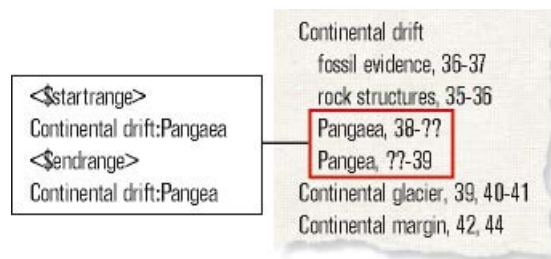 <$startrange>
Continental drift:Pangaea
<$endrange>
Continental drift:Pangea
Continental drift
fossil evidence, 36-37
rock structures, 35-36
Pangaea, 38-??
Pangea, ??-39
Continental glacier, 39, 40-41
Continental margin, 42, 44